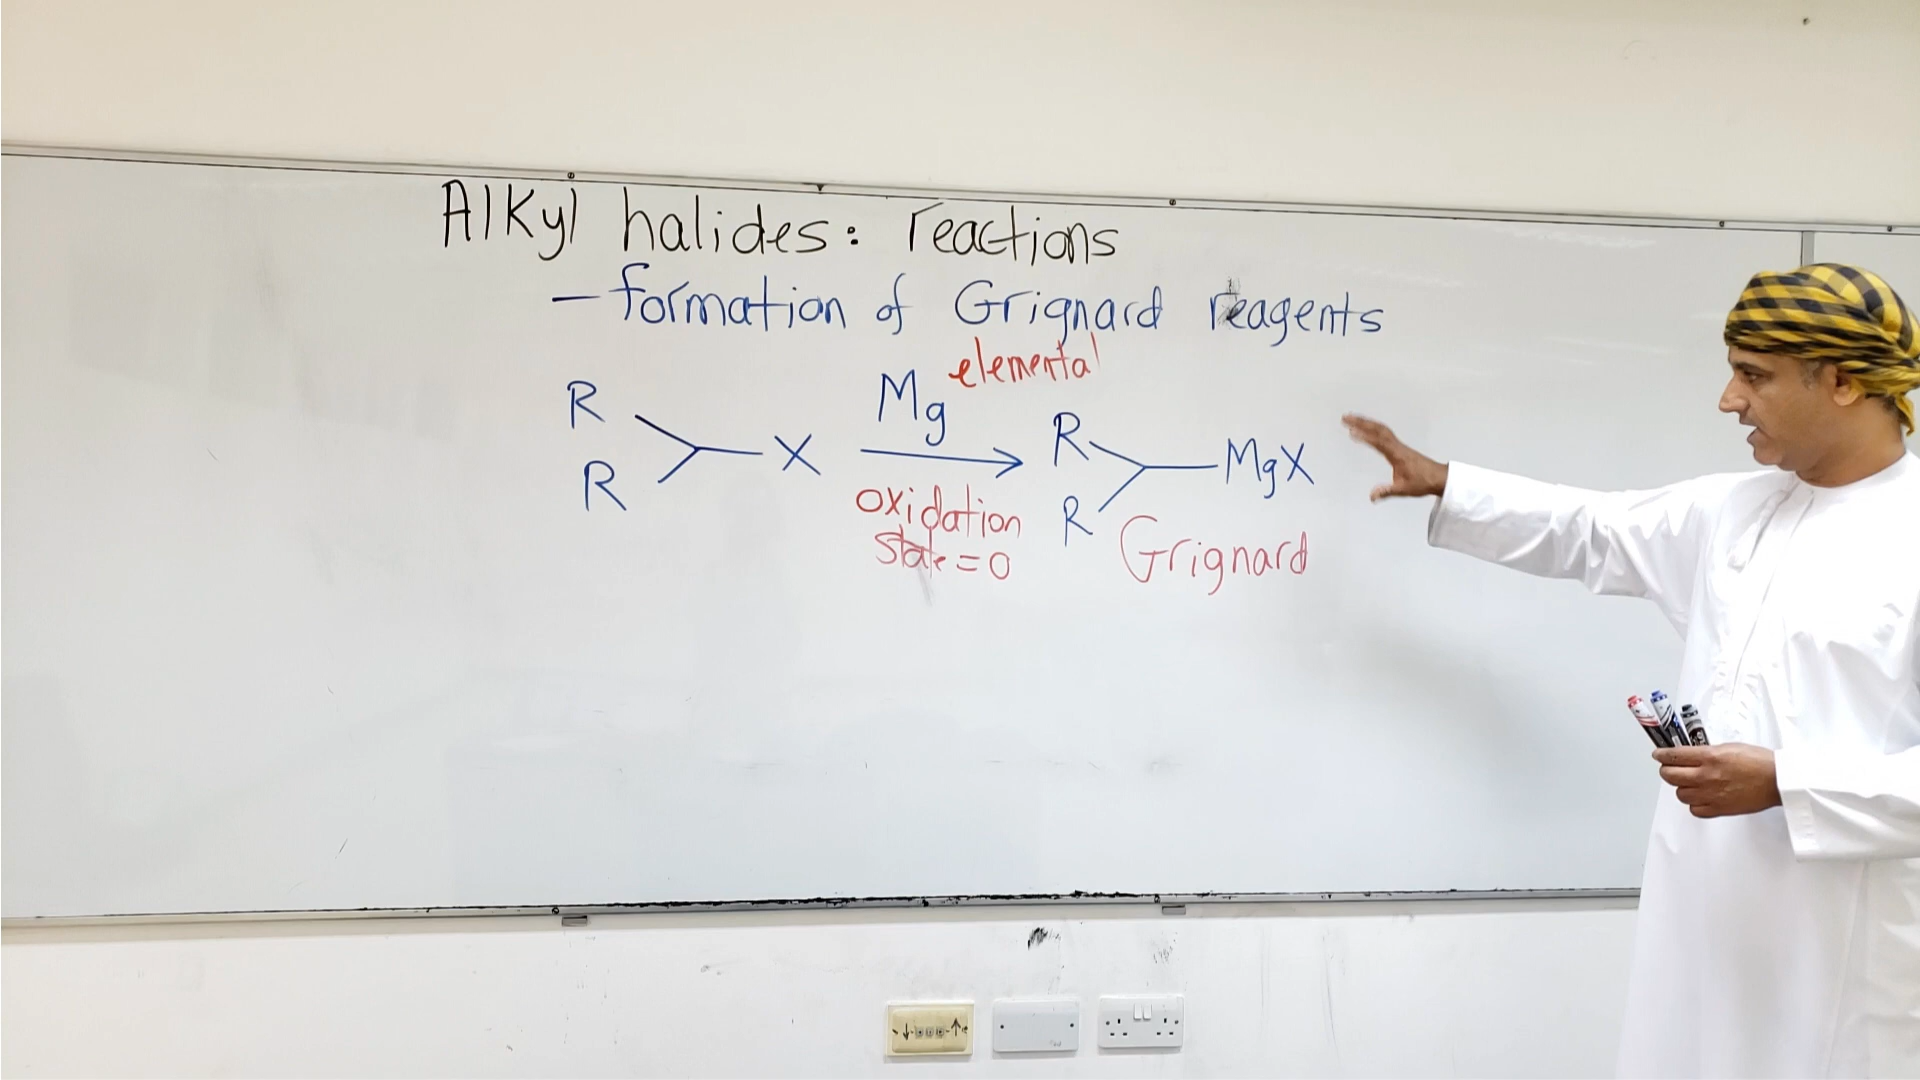 Alkyl halides: reactions
– formation of Grignard reagents
elemental
R
Mg
R
X
MgX
R
R
oxidation
state = 0
Grignard